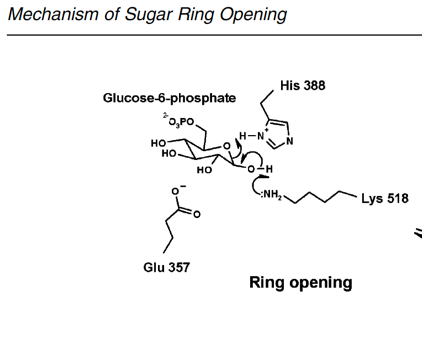 Mechanism of Sugar Ring Opening
His 388
Glucose-6-phosphate
2-O3PO
H–N+
N
HO
O
HO
HO
O–H
O−
:NH2
Lys 518
O
Glu 357
Ring opening